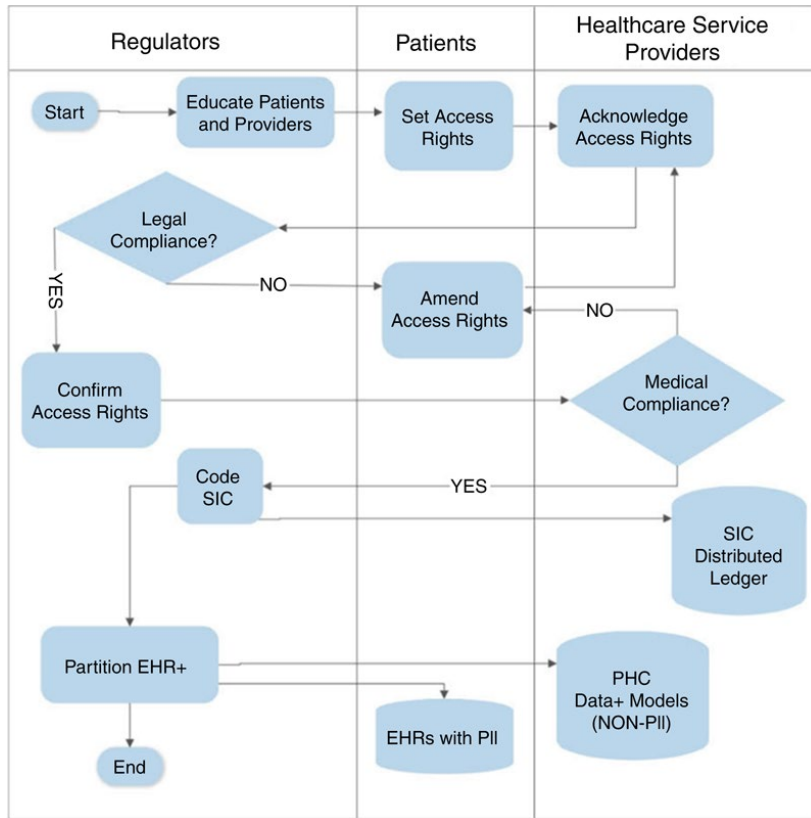 Regulators
Patients
Healthcare Service
Providers
Start
Educate Patients
and Providers
Set Access
Rights
Acknowledge
Access Rights
Legal
Compliance?
YES
NO
Amend
Access Rights
NO
Confirm
Access Rights
Medical
Compliance?
Code
SIC
YES
SIC
Distributed
Ledger
Partition EHR+
PHC
Data+ Models
(NON-PII)
EHRs with PII
End